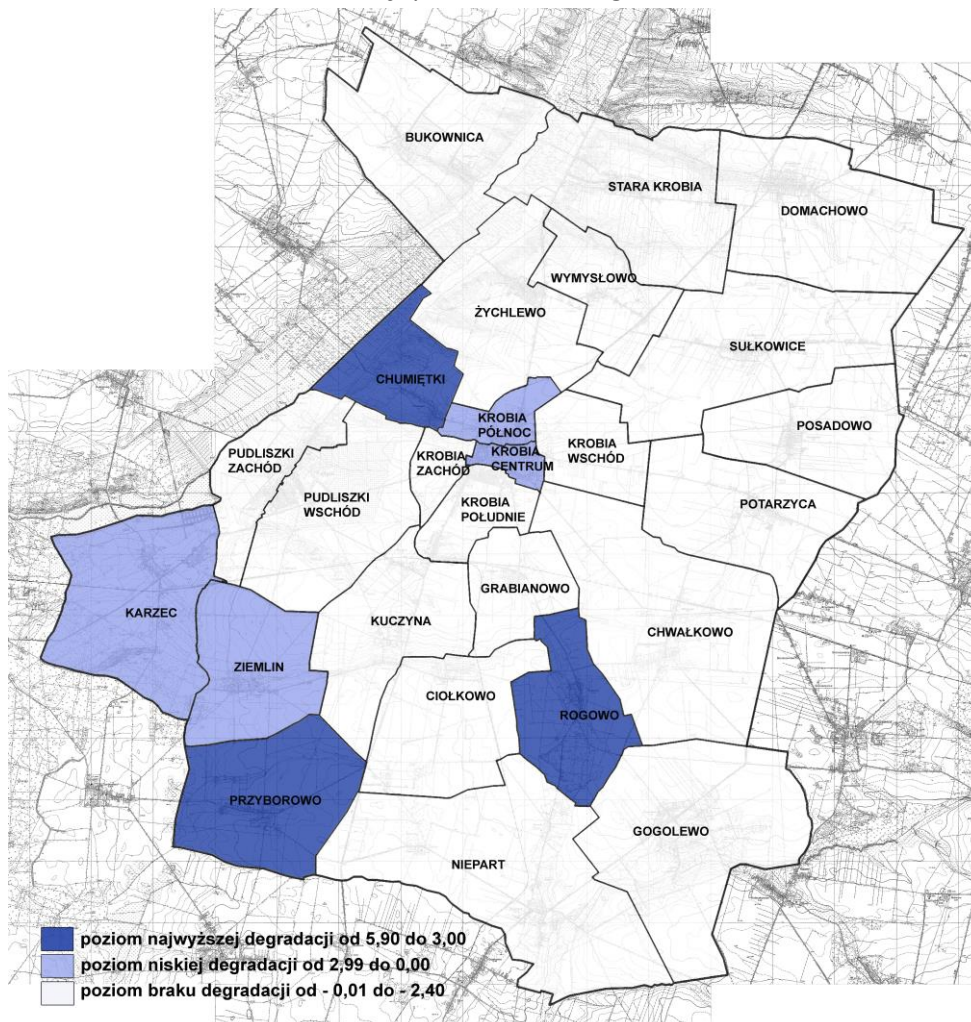 BUKOWNICA
STARA KROBIA
DOMACHOWO
WYMYSŁOWO
ŻYCHLEWO
SUŁKOWICE
CHUMIĘTKI
KROBIA
PÓŁNOC
POSADOWO
PUDLISZKI
ZACHÓD
KROBIA
ZACHÓD
KROBIA
CENTRUM
KROBIA
WSCHÓD
PUDLISZKI
WSCHÓD
KROBIA
POŁUDNIE
POTARZYCA
GRABIANOWO
KARZEC
KUCZYNA
CHWAŁKOWO
ZIEMLIN
CIOŁKOWO
ROGOWO
PRZYBOROWO
GOGOLEWO
NIEPART
poziom najwyższej degradacji od 5,90 do 3,00
poziom niskiej degradacji od 2,99 do 0,00
poziom braku degradacji od - 0,01 do - 2,40